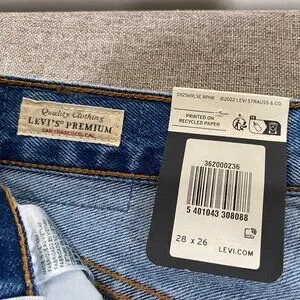 Quality Clothing
LEVI'S® PREMIUM
SAN FRANCISCO, CAL.
©2022 LEVI STRAUSS & CO.
PRINTED ON
RECYCLED PAPER
362000236
5 401043 308088
28 x 26
LEVI.COM